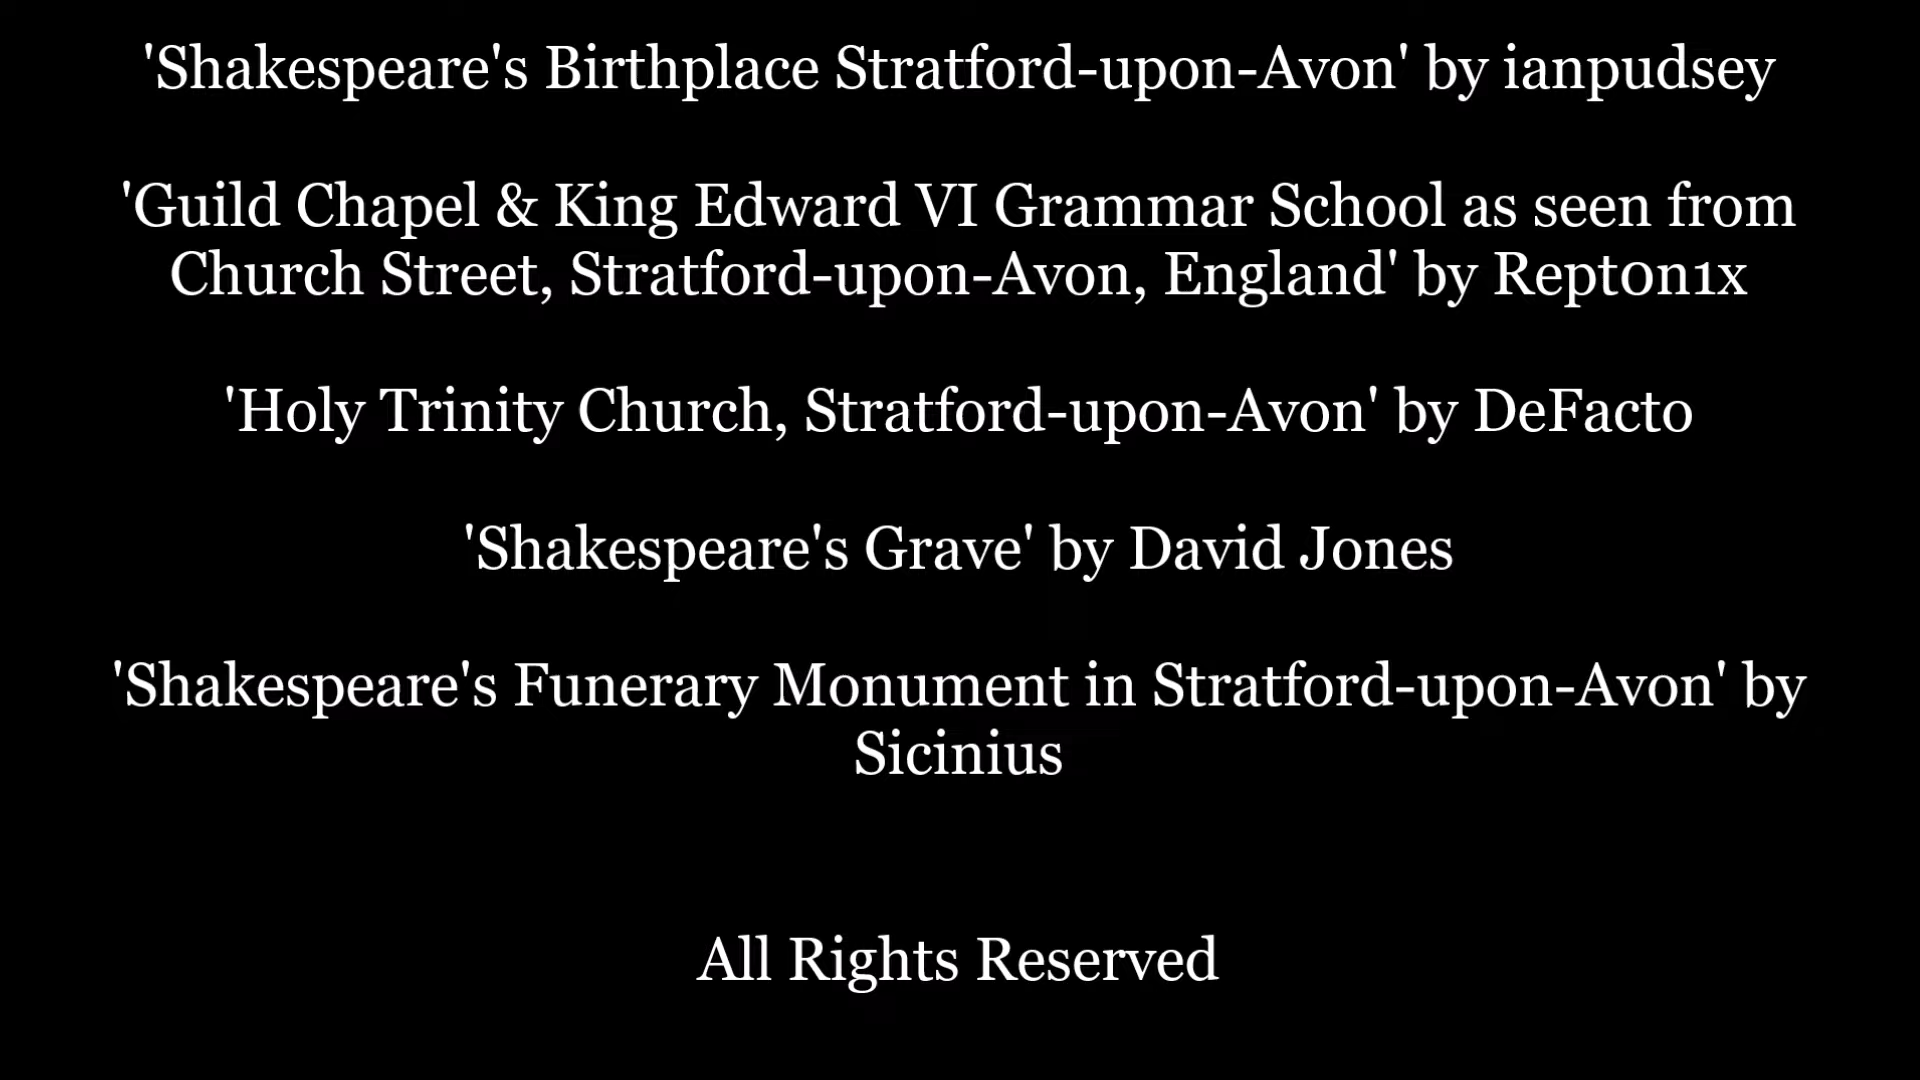 'Shakespeare's Birthplace Stratford-upon-Avon' by ianpudsey
'Guild Chapel & King Edward VI Grammar School as seen from
Church Street, Stratford-upon-Avon, England' by Rept0n1x
'Holy Trinity Church, Stratford-upon-Avon' by DeFacto
'Shakespeare's Grave' by David Jones
'Shakespeare's Funerary Monument in Stratford-upon-Avon' by
Sicinius
All Rights Reserved